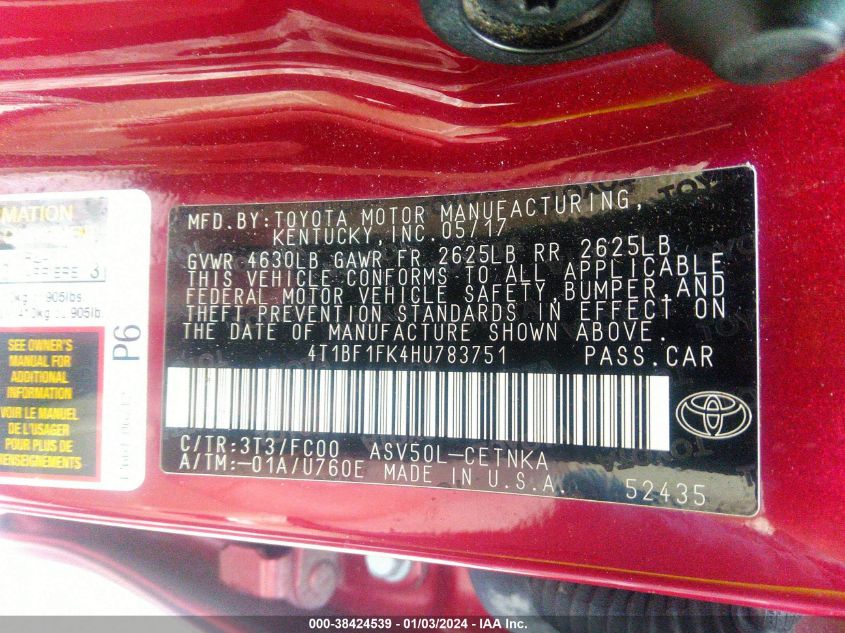 MFD.BY:TOYOTA MOTOR MANUFACTURING,
KENTUCKY,INC.05/17
GVWR 4630LB GAWR FR 2625LB RR 2625LB
THIS VEHICLE CONFORMS TO ALL APPLICABLE
FEDERAL MOTOR VEHICLE SAFETY,BUMPER,AND
THEFT PREVENTION STANDARDS IN EFFECT ON
THE DATE OF MANUFACTURE SHOWN ABOVE.
4T1BF1FK4HU783751 PASS.CAR
C/TR:3T3/FC00 ASV50L-CETNKA
A/TM:-01A/U760E MADE IN U.S.A. 52435
MATION
3
905lbs
905lb
P6
SEE OWNER'S
MANUAL FOR
ADDITIONAL
INFORMATION
VOIR LE MANUEL
DE L'USAGER
POUR PLUS DE
RENSEIGNEMENTS
000-38424539 - 01/03/2024 - IAA Inc.